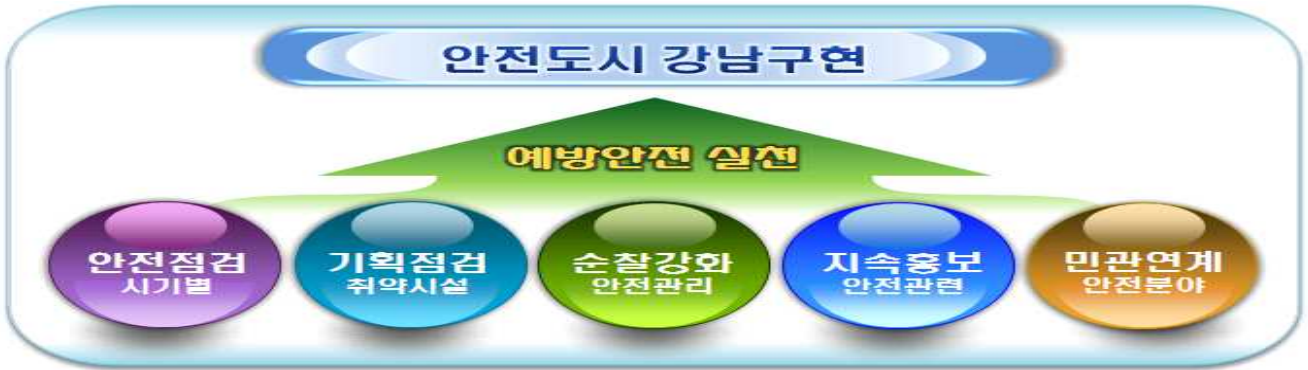 안전도시 강남구현
예방안전 실천
안전점검
시기별
기획점검
취약시설
순찰강화
안전관리
지속홍보
안전관련
민관연계
안전분야